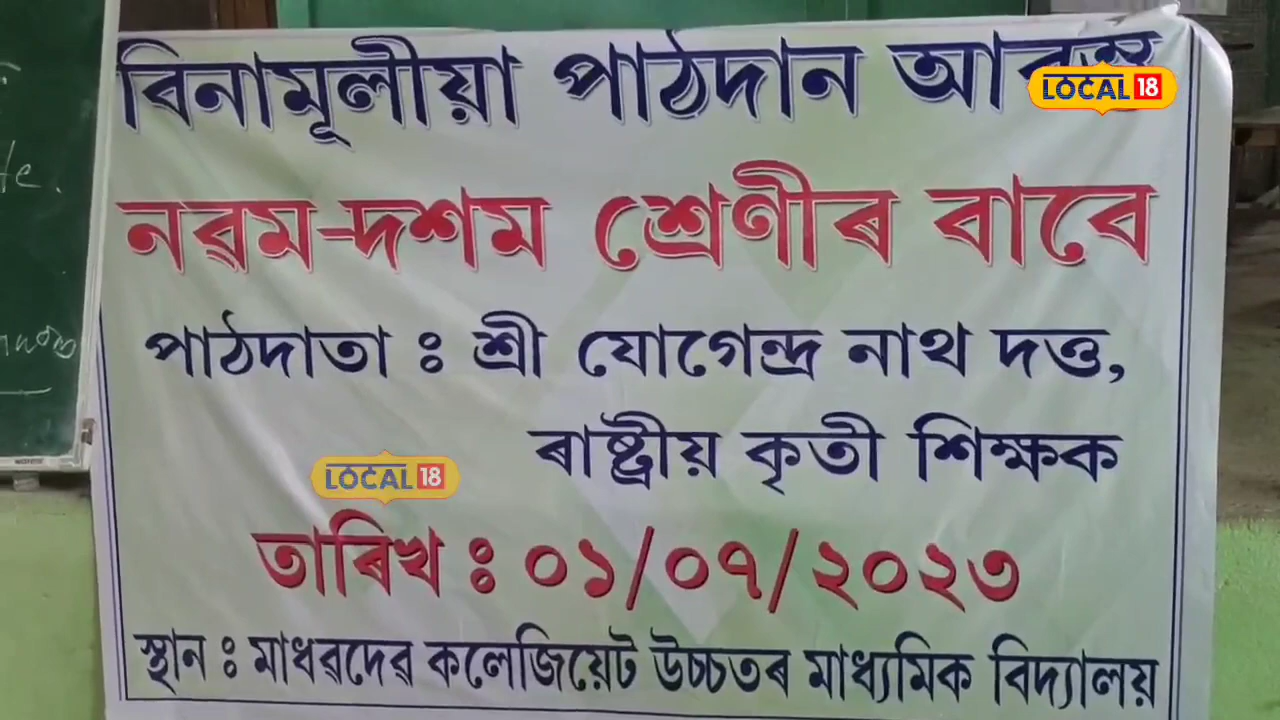 বিনামূলীয়া পাঠদান
LOCAL 18
নৱম-দশম শ্ৰেণীৰ বাবে
পাঠদাতা : শ্ৰী যোগেন্দ্ৰ নাথ দত্ত,
ৰাষ্ট্ৰীয় কৃতী শিক্ষক
LOCAL 18
তাৰিখ : ০১/০৭/২০২৩
স্থান : মাধৱদেৱ কলেজিয়েট উচ্চতৰ মাধ্যমিক বিদ্যালয়